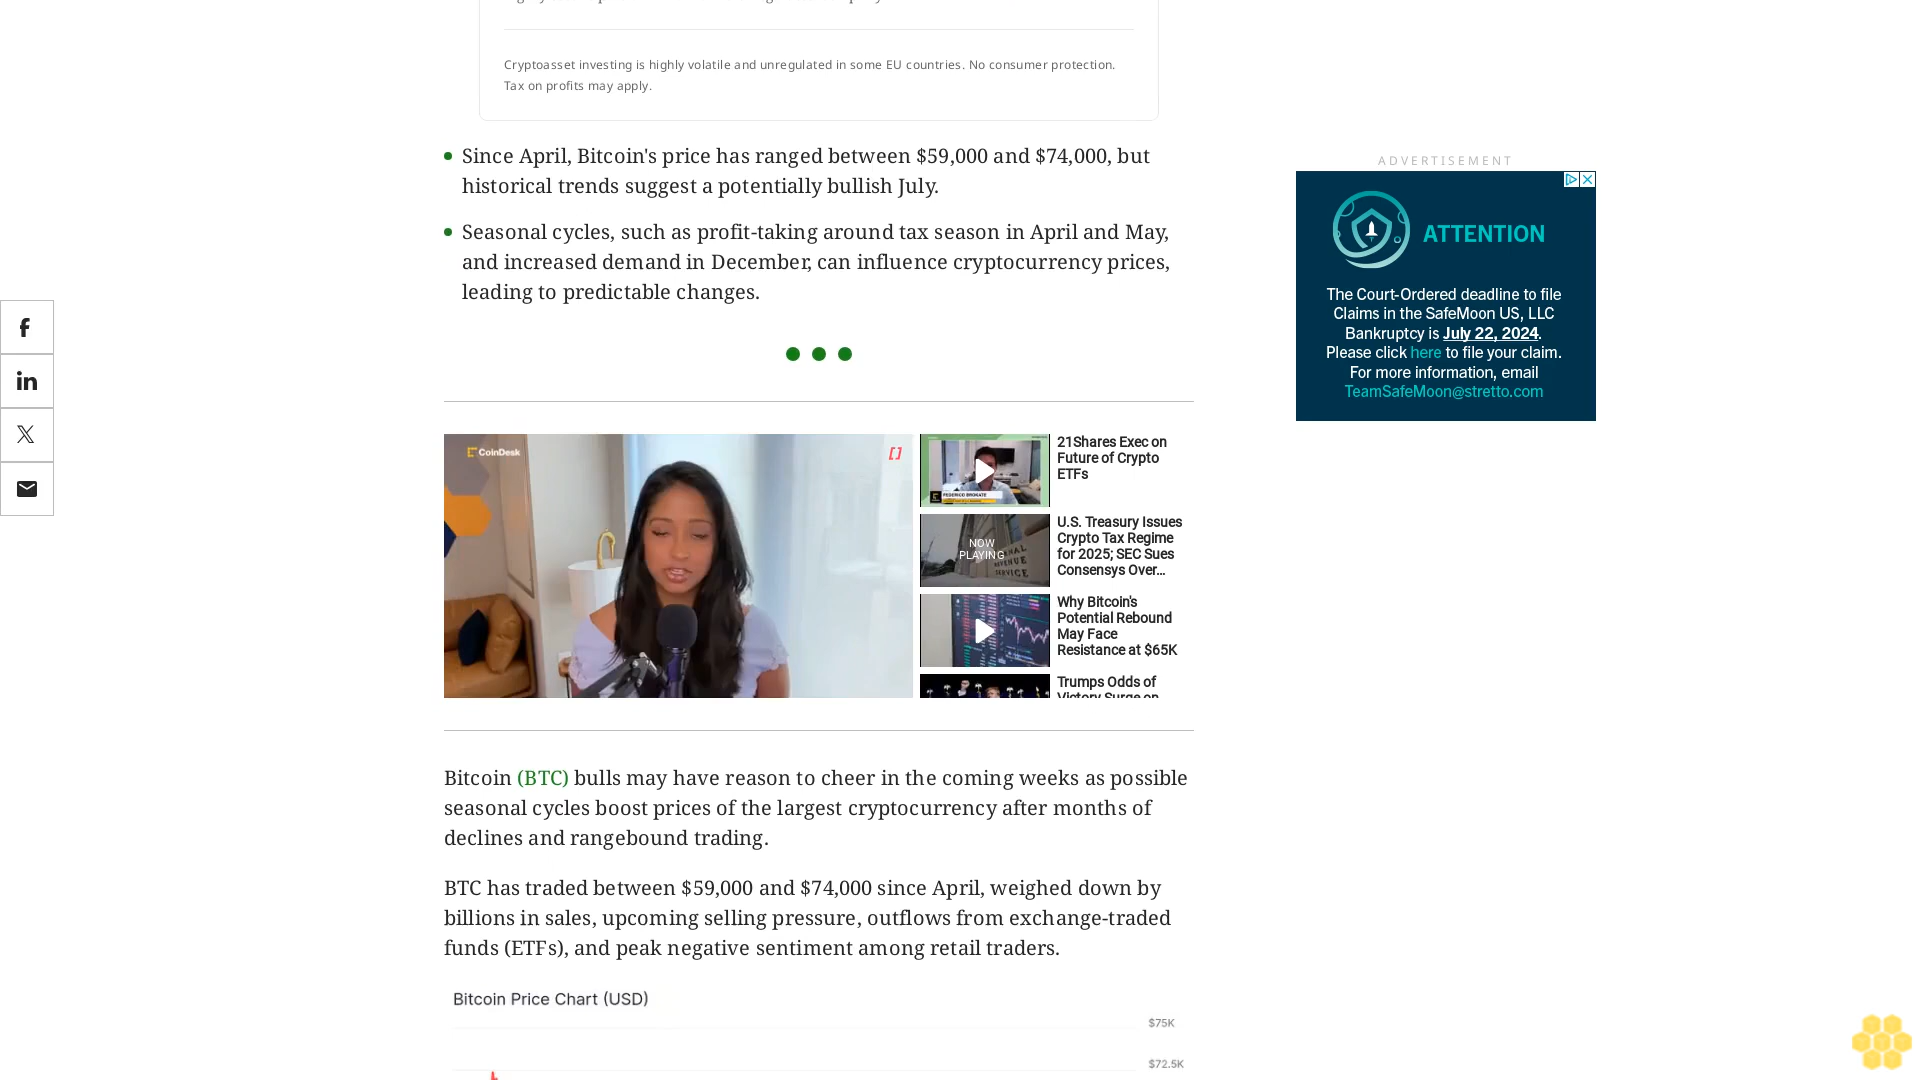 Cryptoasset investing is highly volatile and unregulated in some EU countries. No consumer protection.
Tax on profits may apply.
Since April, Bitcoin's price has ranged between $59,000 and $74,000, but
historical trends suggest a potentially bullish July.
Seasonal cycles, such as profit-taking around tax season in April and May,
and increased demand in December, can influence cryptocurrency prices,
leading to predictable changes.
ADVERTISEMENT
ATTENTION
The Court-Ordered deadline to file
Claims in the SafeMoon US, LLC
Bankruptcy is July 22, 2024.
Please click here to file your claim.
For more information, email
TeamSafeMoon@stretto.com
CoinDesk
21Shares Exec on
Future of Crypto
ETFs
FEDERICO BROKATE
NOW
PLAYING
U.S. Treasury Issues
Crypto Tax Regime
for 2025; SEC Sues
Consensys Over...
Why Bitcoin's
Potential Rebound
May Face
Resistance at $65K
Trumps Odds of
Victory Surge on
Bitcoin (BTC) bulls may have reason to cheer in the coming weeks as possible
seasonal cycles boost prices of the largest cryptocurrency after months of
declines and rangebound trading.
BTC has traded between $59,000 and $74,000 since April, weighed down by
billions in sales, upcoming selling pressure, outflows from exchange-traded
funds (ETFs), and peak negative sentiment among retail traders.
Bitcoin Price Chart (USD)
$75K
$72.5K